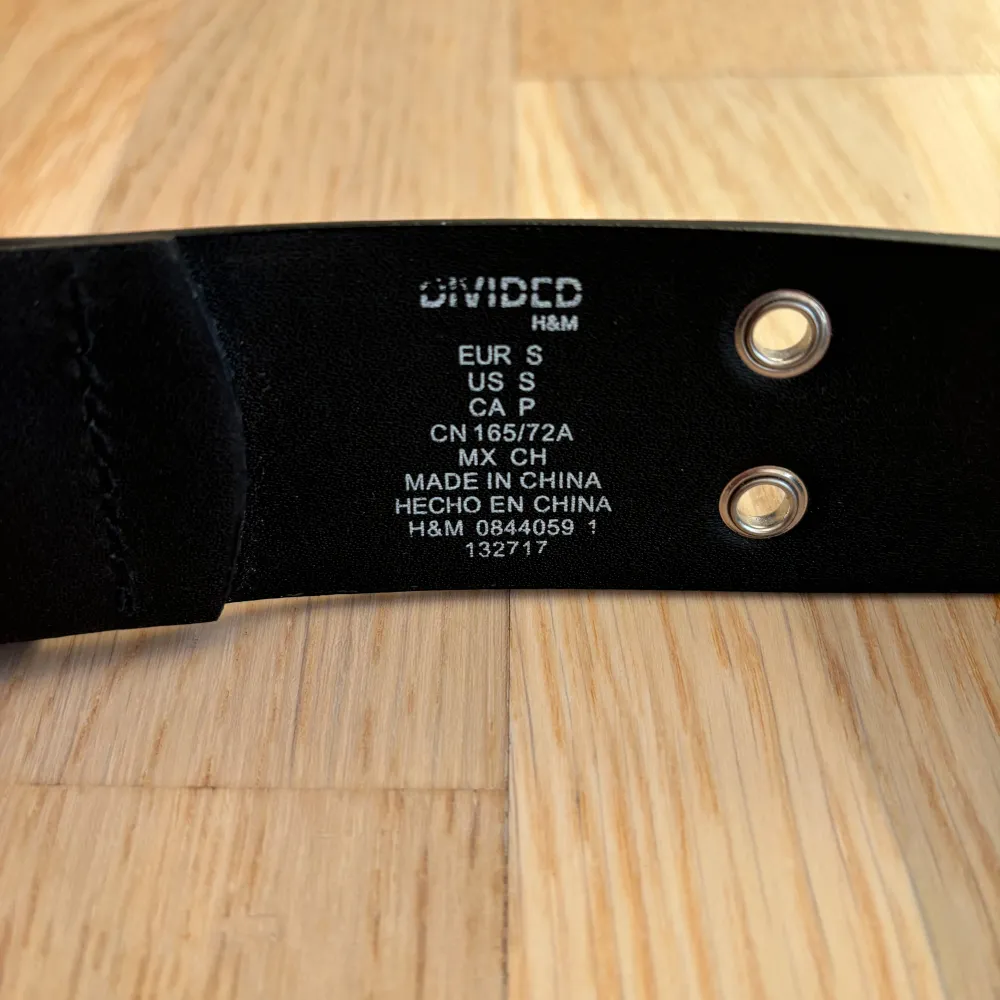 DIVIDED
H&M
EUR S
US S
CA P
CN 165/72A
MX CH
MADE IN CHINA
HECHO EN CHINA
H&M 0844059 1
132717